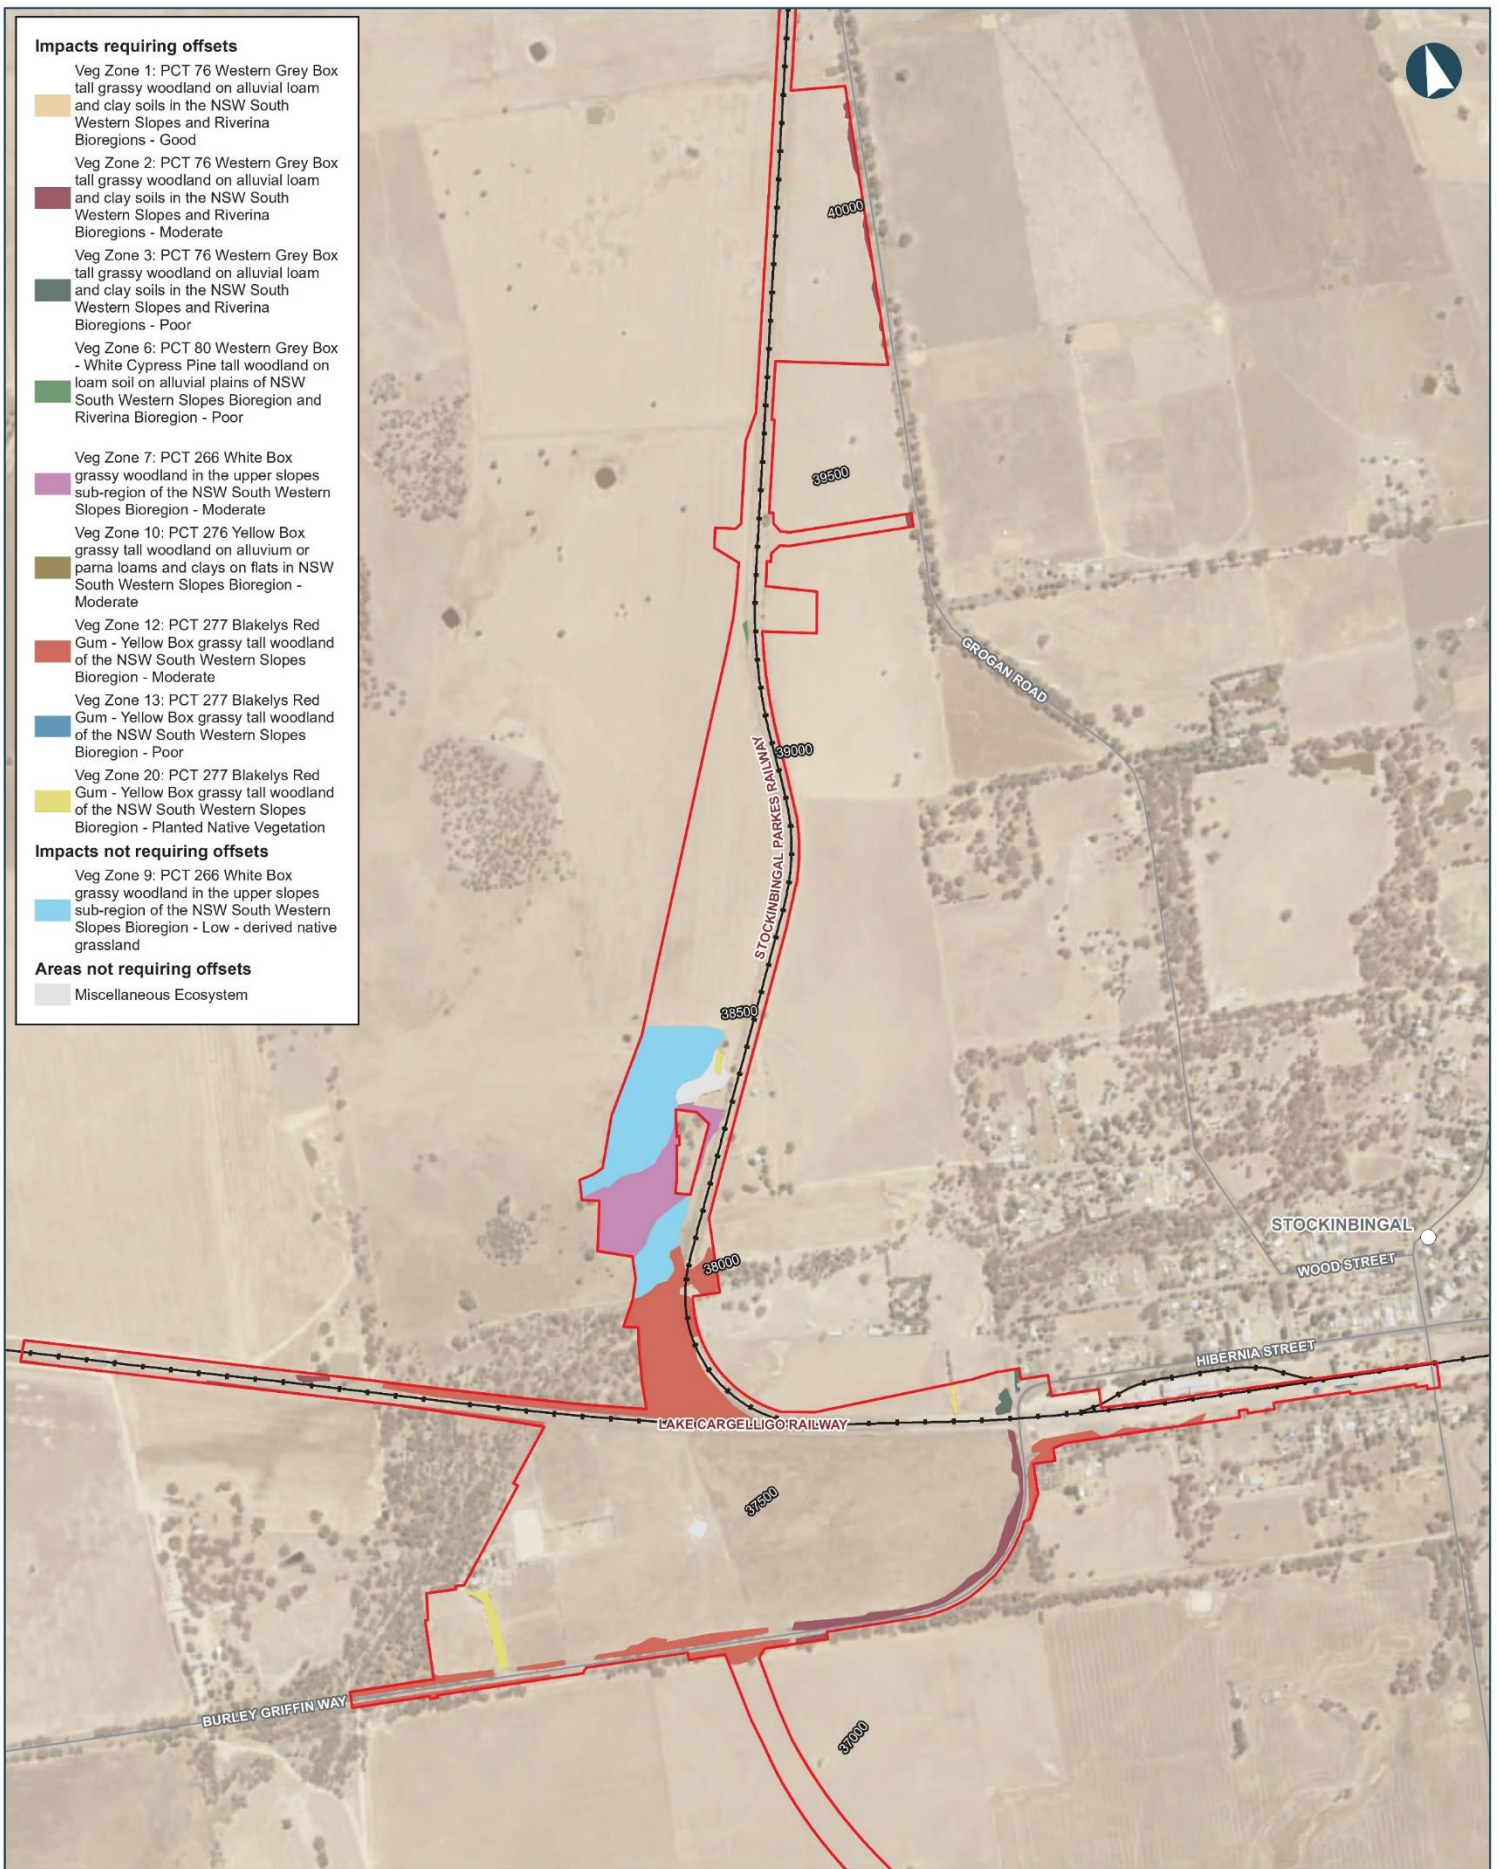 Impacts requiring offsets
Veg Zone 1: PCT 76 Western Grey Box
tall grassy woodland on alluvial loam
and clay soils in the NSW South
Western Slopes and Riverina
Bioregions - Good
Veg Zone 2: PCT 76 Western Grey Box
tall grassy woodland on alluvial loam
and clay soils in the NSW South
Western Slopes and Riverina
Bioregions - Moderate
Veg Zone 3: PCT 76 Western Grey Box
tall grassy woodland on alluvial loam
and clay soils in the NSW South
Western Slopes and Riverina
Bioregions - Poor
Veg Zone 6: PCT 80 Western Grey Box
- White Cypress Pine tall woodland on
loam soil on alluvial plains of NSW
South Western Slopes Bioregion and
Riverina Bioregion - Poor
Veg Zone 7: PCT 266 White Box
grassy woodland in the upper slopes
sub-region of the NSW South Western
Slopes Bioregion - Moderate
Veg Zone 10: PCT 276 Yellow Box
grassy tall woodland on alluvium or
parna loams and clays on flats in NSW
South Western Slopes Bioregion -
Moderate
Veg Zone 12: PCT 277 Blakelys Red
Gum - Yellow Box grassy tall woodland
of the NSW South Western Slopes
Bioregion - Moderate
Veg Zone 13: PCT 277 Blakelys Red
Gum - Yellow Box grassy tall woodland
of the NSW South Western Slopes
Bioregion - Poor
Veg Zone 20: PCT 277 Blakelys Red
Gum - Yellow Box grassy tall woodland
of the NSW South Western Slopes
Bioregion - Planted Native Vegetation
Impacts not requiring offsets
Veg Zone 9: PCT 266 White Box
grassy woodland in the upper slopes
sub-region of the NSW South Western
Slopes Bioregion - Low - derived native
grassland
Areas not requiring offsets
Miscellaneous Ecosystem
40000
39500
GROGAN ROAD
39000
STOCKINBINGAL PARKES RAILWAY
38500
STOCKINBINGAL
WOOD STREET
38000
HIBERNIA STREET
LAKE CARGELLIGO RAILWAY
37500
BURLEY GRIFFIN WAY
37000